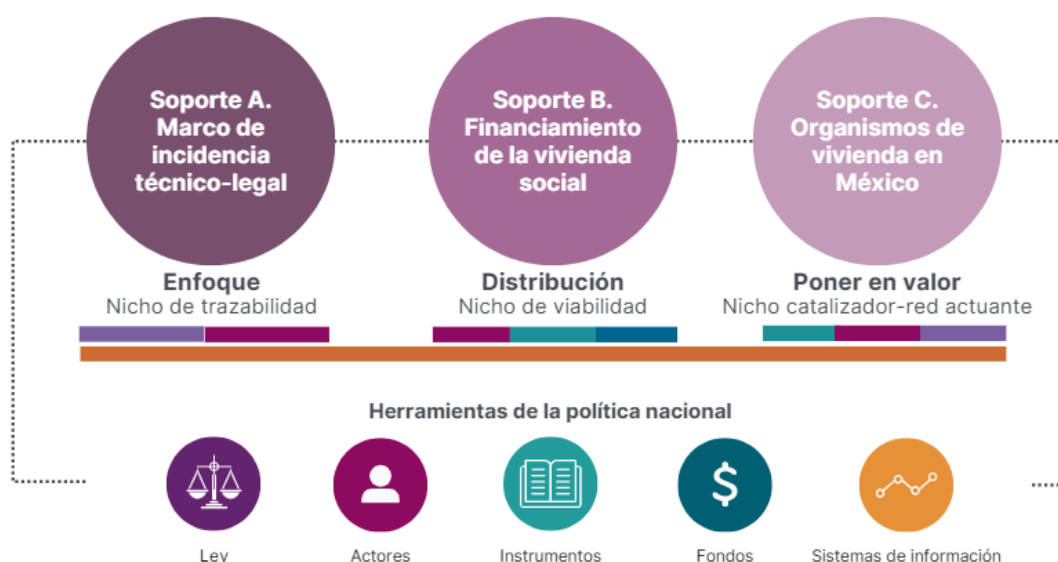 Soporte A.
Marco de
incidencia
técnico-legal
Soporte B.
Financiamiento
de la vivienda
social
Soporte C.
Organismos de
vivienda en
México
Enfoque
Nicho de trazabilidad
Distribución
Nicho de viabilidad
Poner en valor
Nicho catalizador-red actuante
Herramientas de la política nacional
$
Ley
Actores
Instrumentos
Fondos
Sistemas de información